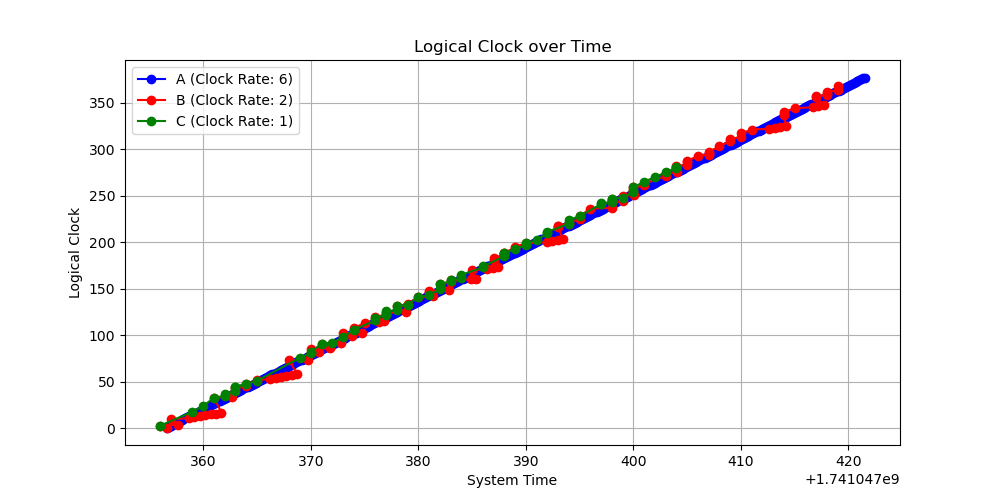 Logical Clock over Time
A (Clock Rate: 6)
B (Clock Rate: 2)
C (Clock Rate: 1)
Logical Clock
350
300
250
200
150
100
50
0
360 370 380 390 400 410 420
System Time
+1.741047e9